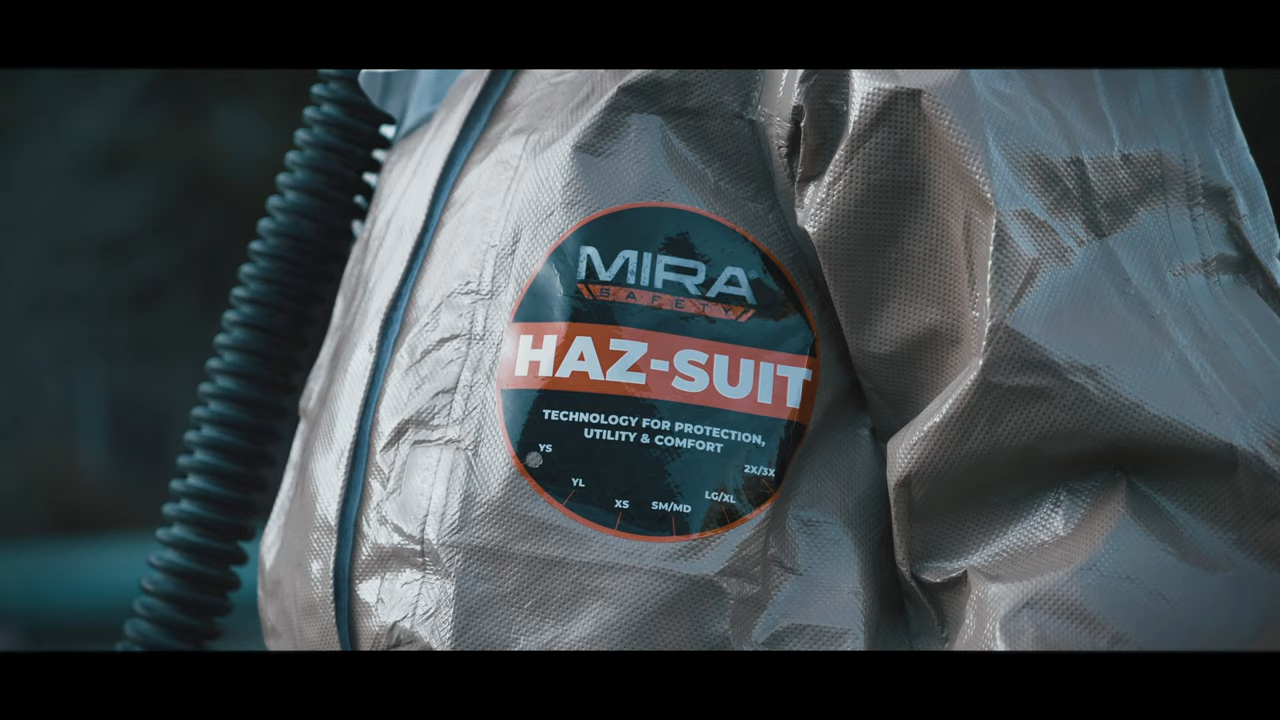 MIRA
SAFETY
HAZ-SUIT
TECHNOLOGY FOR PROTECTION,
UTILITY & COMFORT
YS
YL
XS
SM/MD
LG/XL
2X/3X